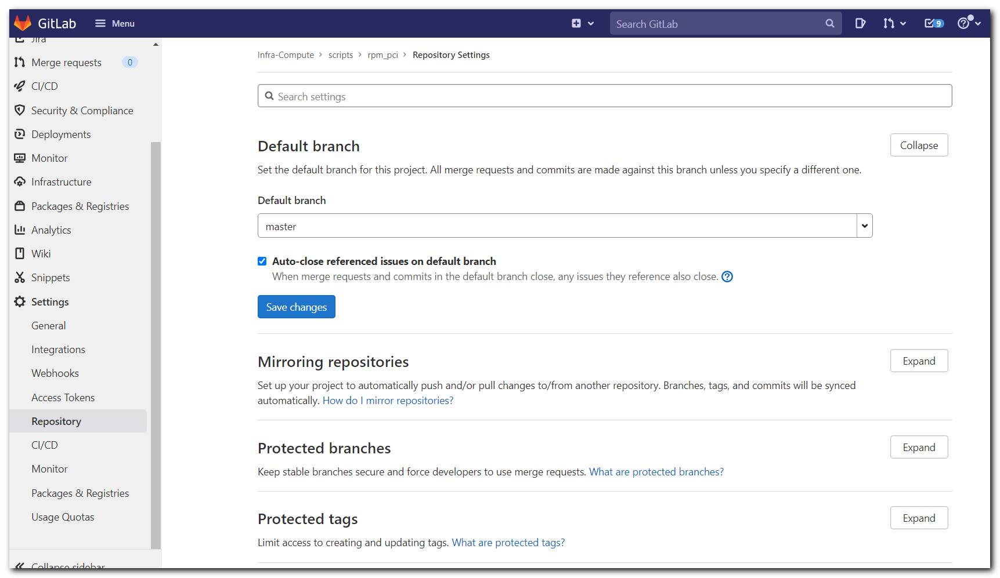 GitLab
Menu
Search GitLab
9
Jira
Merge requests 0
CI/CD
Security & Compliance
Deployments
Monitor
Infrastructure
Packages & Registries
Analytics
Wiki
Snippets
Settings
General
Integrations
Webhooks
Access Tokens
Repository
CI/CD
Monitor
Packages & Registries
Usage Quotas
Collapse sidebar
Infra-Compute > scripts > rpm_pci > Repository Settings
Search settings
Default branch
Collapse
Set the default branch for this project. All merge requests and commits are made against this branch unless you specify a different one.
Default branch
master
Auto-close referenced issues on default branch
When merge requests and commits in the default branch close, any issues they reference also close.
Save changes
Mirroring repositories
Expand
Set up your project to automatically push and/or pull changes to/from another repository. Branches, tags, and commits will be synced
automatically. How do I mirror repositories?
Protected branches
Expand
Keep stable branches secure and force developers to use merge requests. What are protected branches?
Protected tags
Expand
Limit access to creating and updating tags. What are protected tags?